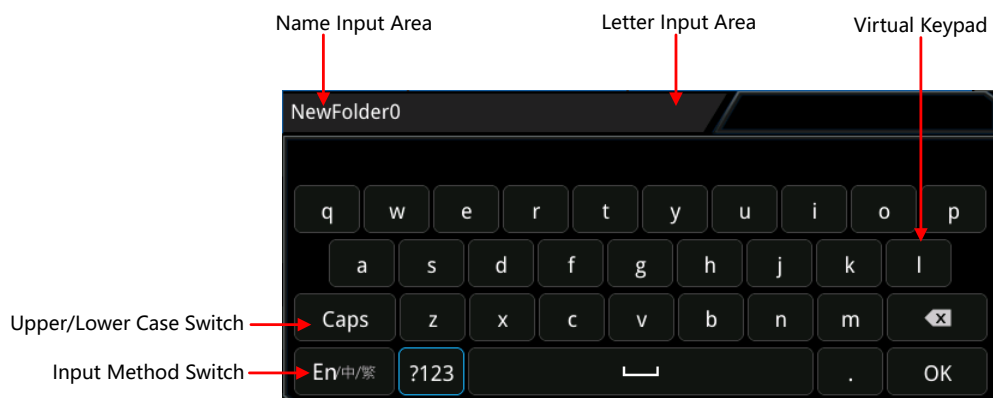 Name Input Area Letter Input Area Virtual Keypad
NewFolder0
q w e r t y u i o p
a s d f g h j k l
Upper/Lower Case Switch Caps z x c v b n m
Input Method Switch En/中/繁 ?123 . OK